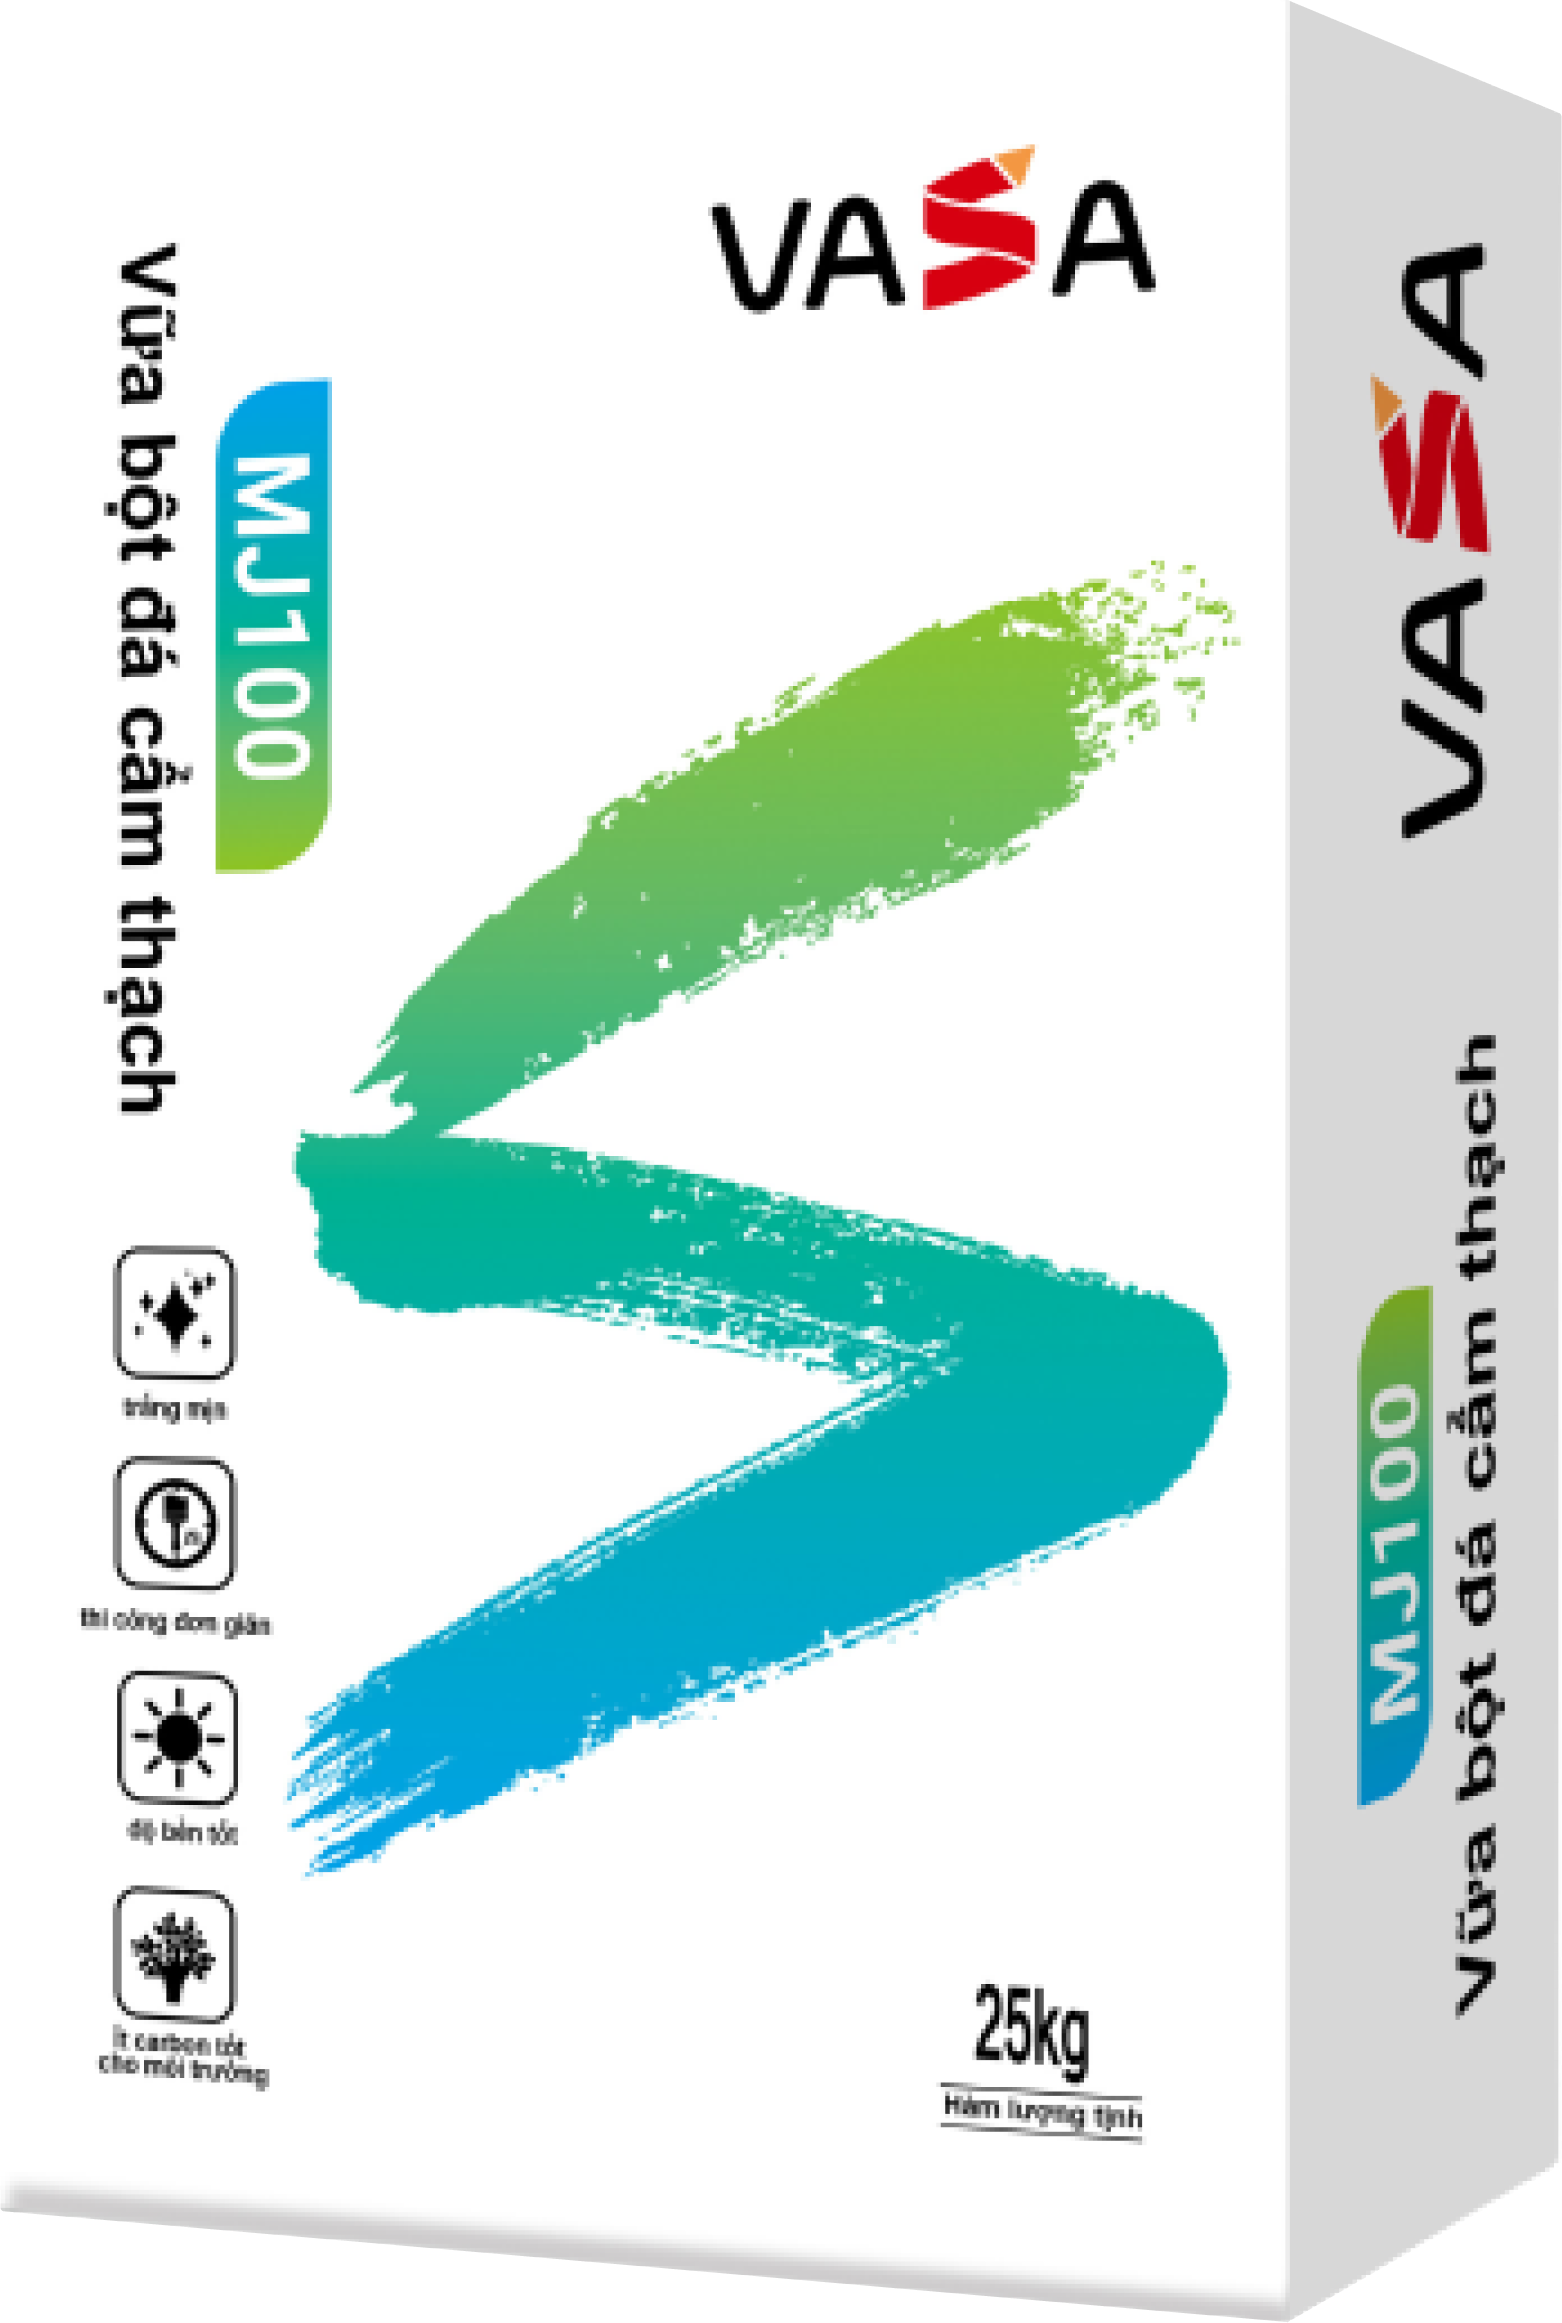 VASA
MJ100
Vữa bột đá cẩm thạch
trắng mịn
thi công đơn giản
độ bền tốt
ít carbon tốt
cho môi trường
25kg
Hàm lượng tịnh
VASA
MJ100
Vữa bột đá cẩm thạch